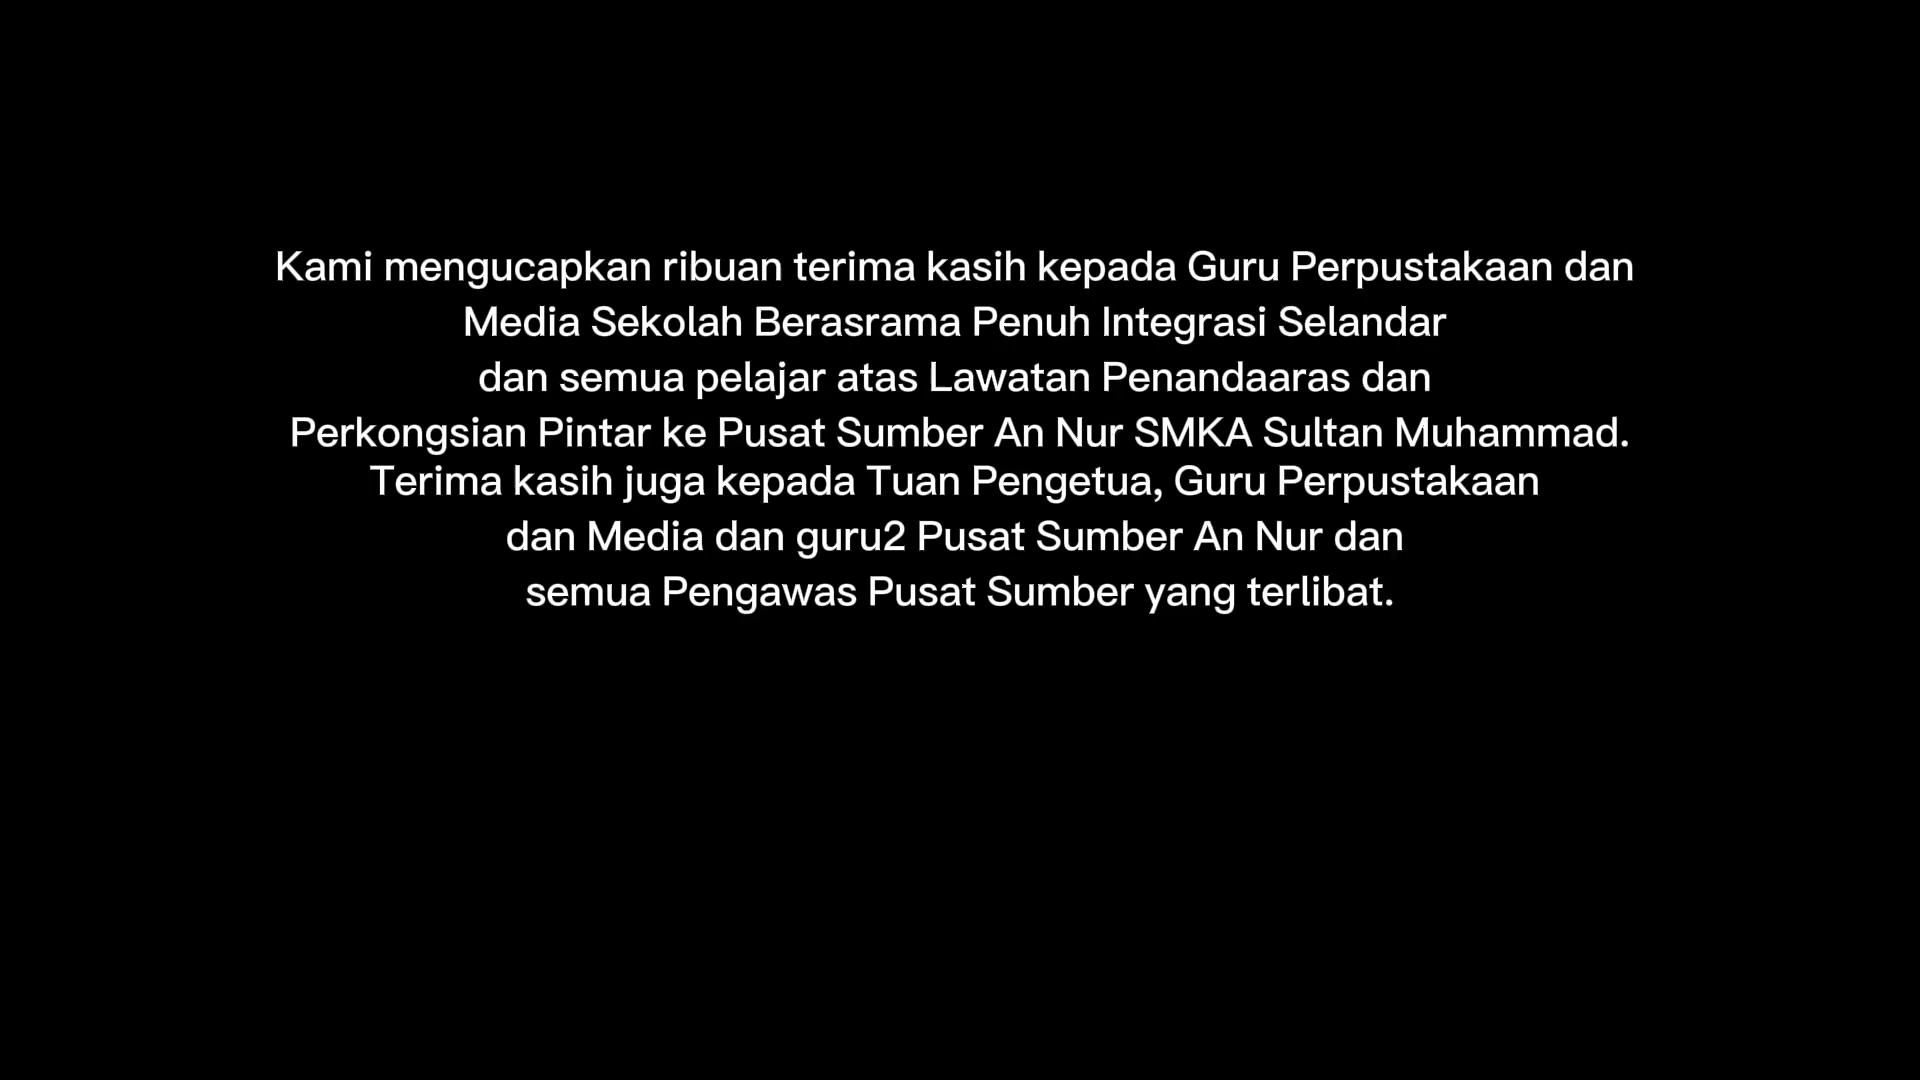 Kami mengucapkan ribuan terima kasih kepada Guru Perpustakaan dan
Media Sekolah Berasrama Penuh Integrasi Selandar
dan semua pelajar atas Lawatan Penandaaras dan
Perkongsian Pintar ke Pusat Sumber An Nur SMKA Sultan Muhammad.
Terima kasih juga kepada Tuan Pengetua, Guru Perpustakaan
dan Media dan guru2 Pusat Sumber An Nur dan
semua Pengawas Pusat Sumber yang terlibat.